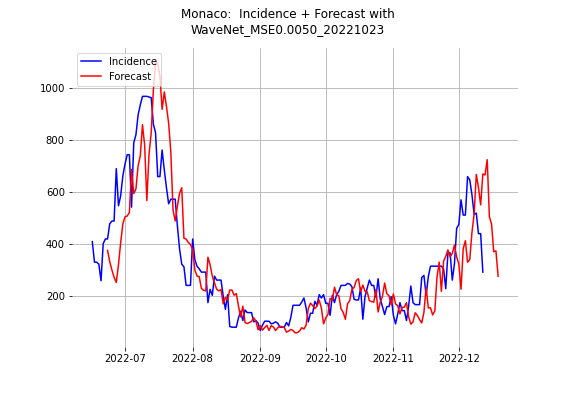 Monaco:  Incidence + Forecast with
WaveNet_MSE0.0050_20221023
Incidence
Forecast
1000
800
600
400
200
2022-07 2022-08 2022-09 2022-10 2022-11 2022-12